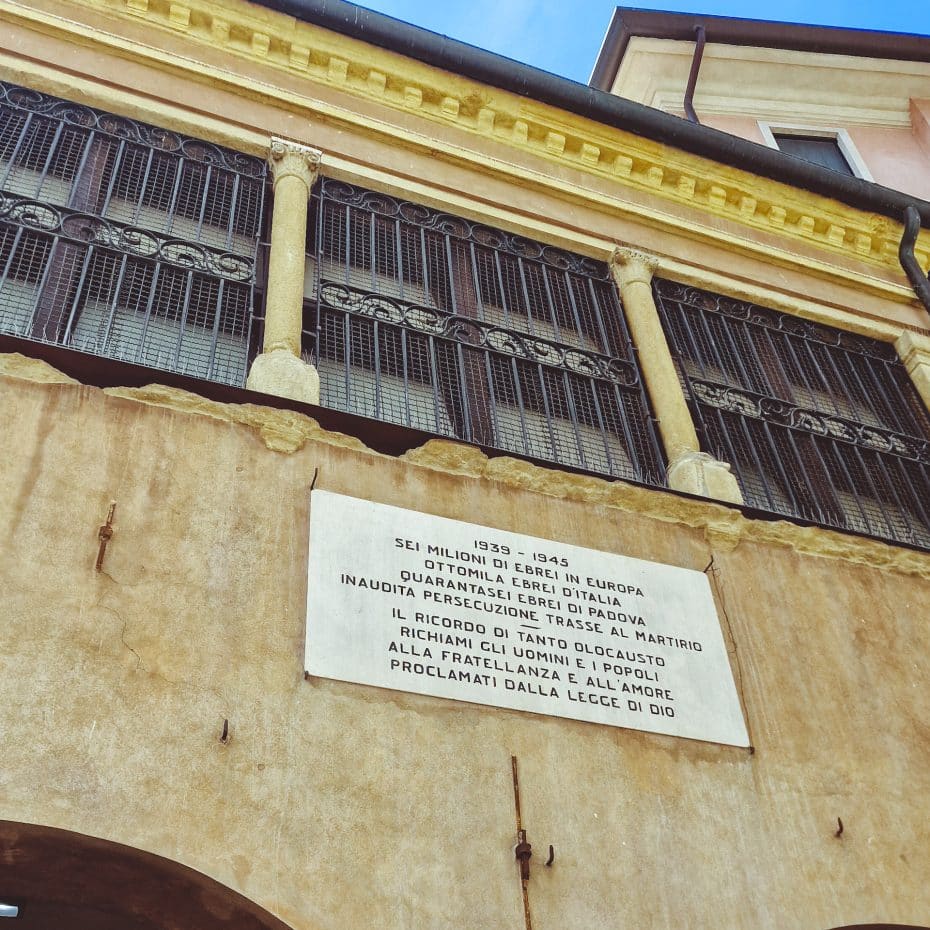 1939 - 1945
SEI MILIONI DI EBREI IN EUROPA
OTTOMILA EBREI D'ITALIA
QUARANTASEI EBREI DI PADOVA
INAUDITA PERSECUZIONE TRASSE AL MARTIRIO
IL RICORDO DI TANTO OLOCAUSTO
RICHIAMI GLI UOMINI E I POPOLI
ALLA FRATELLANZA E ALL'AMORE
PROCLAMATI DALLA LEGGE DI DIO